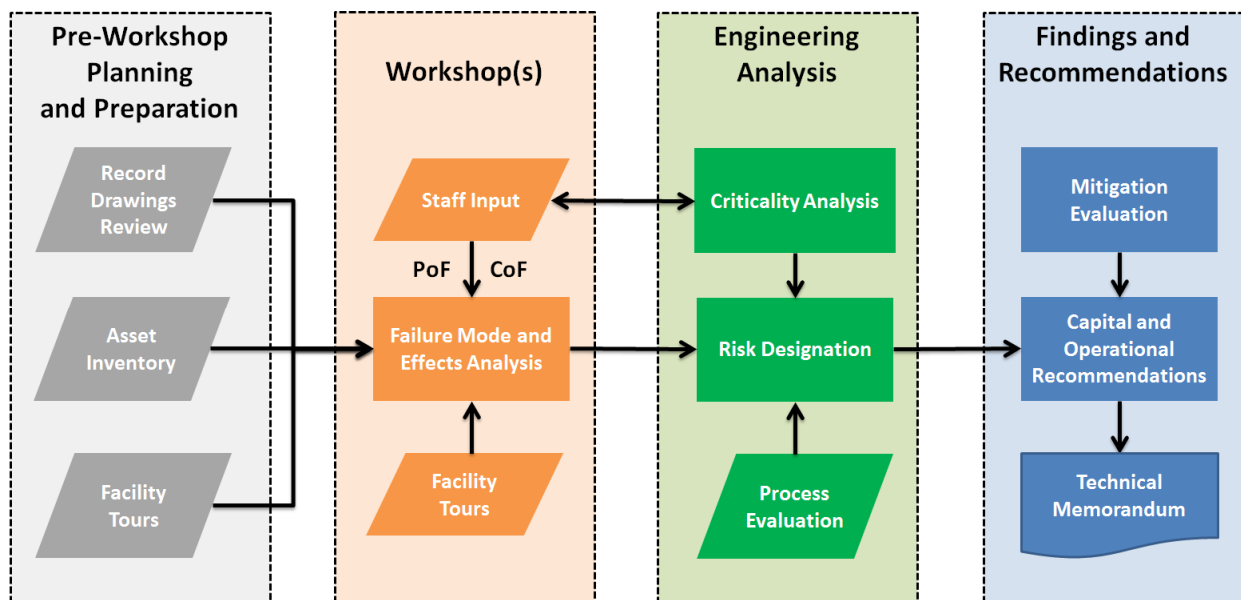 Pre-Workshop
Planning
and Preparation
Record
Drawings
Review
Asset
Inventory
Facility
Tours
Workshop(s)
Staff Input
PoF
CoF
Failure Mode and
Effects Analysis
Facility
Tours
Engineering
Analysis
Criticality Analysis
Risk Designation
Process
Evaluation
Findings and
Recommendations
Mitigation
Evaluation
Capital and
Operational
Recommendations
Technical
Memorandum